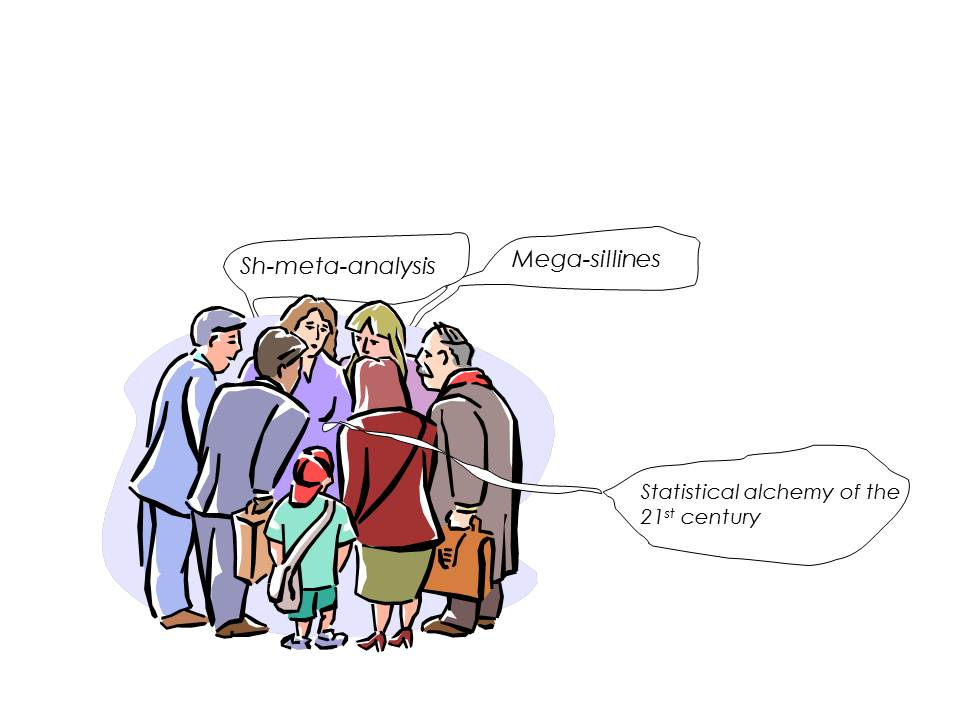 Sh-meta-analysis
Mega-sillines
Statistical alchemy of the
21st century